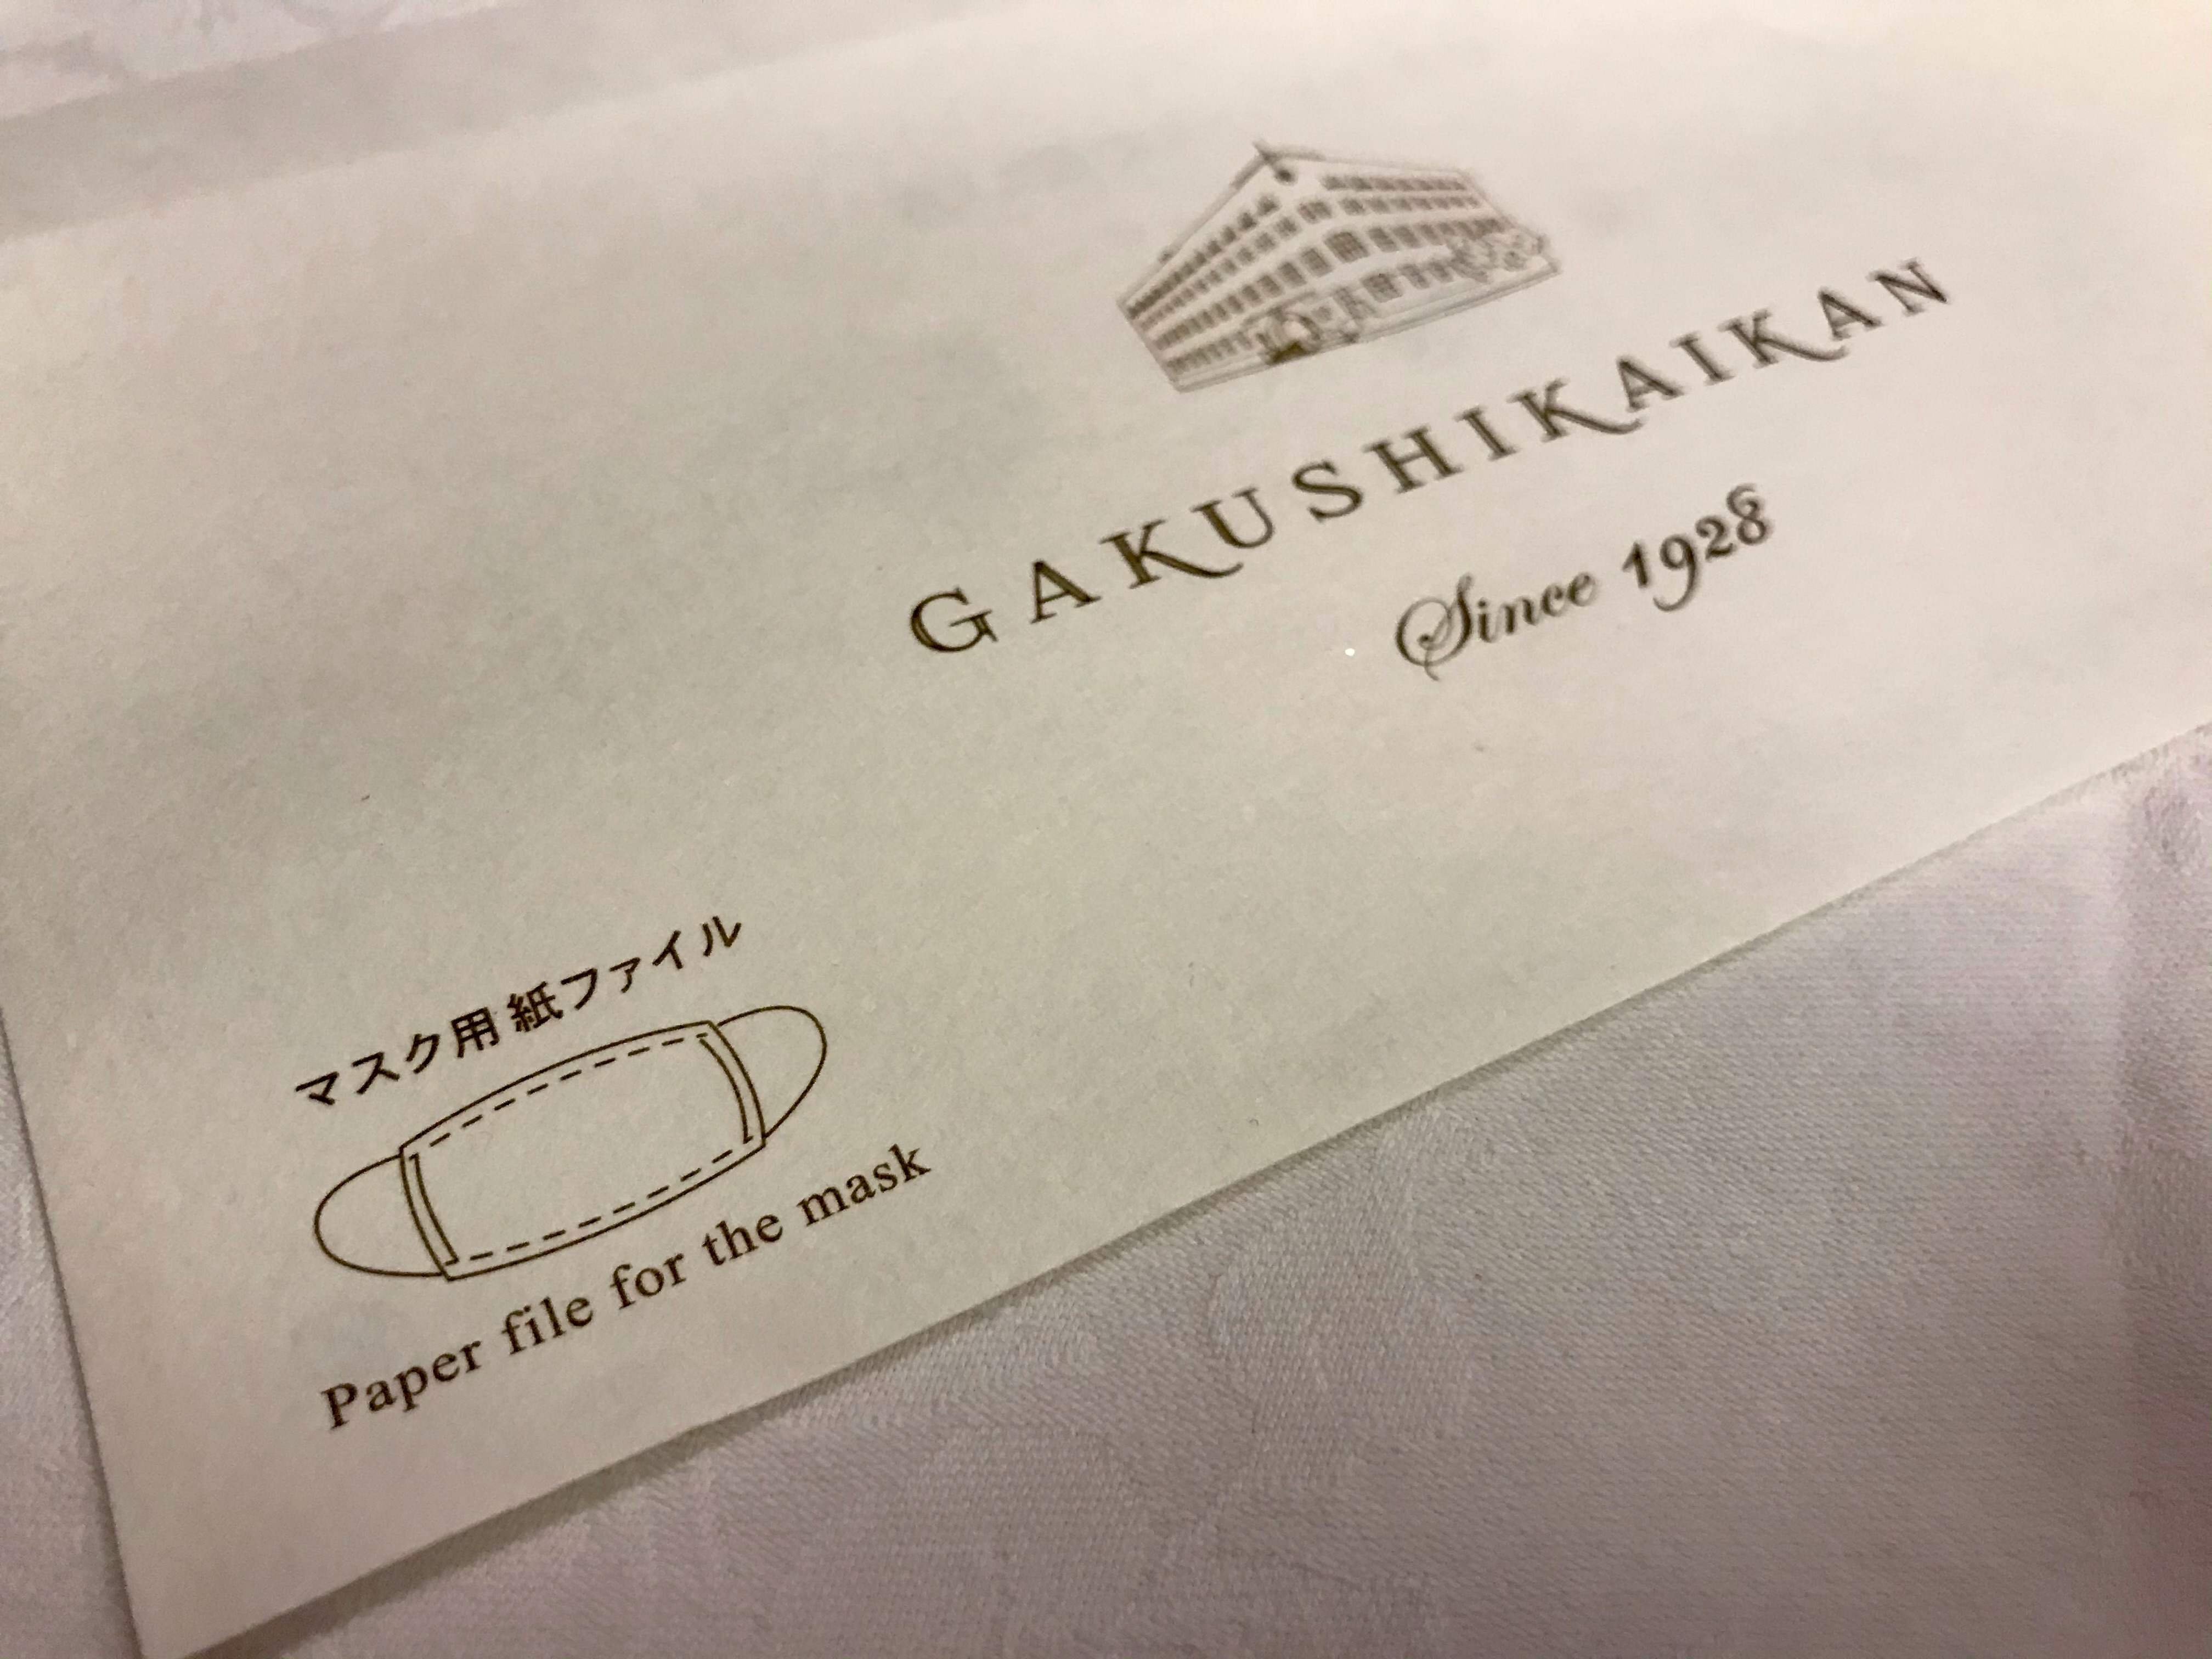 GAKUSHIKAIKAN
Since 1928
マスク用紙ファイル
Paper file for the mask